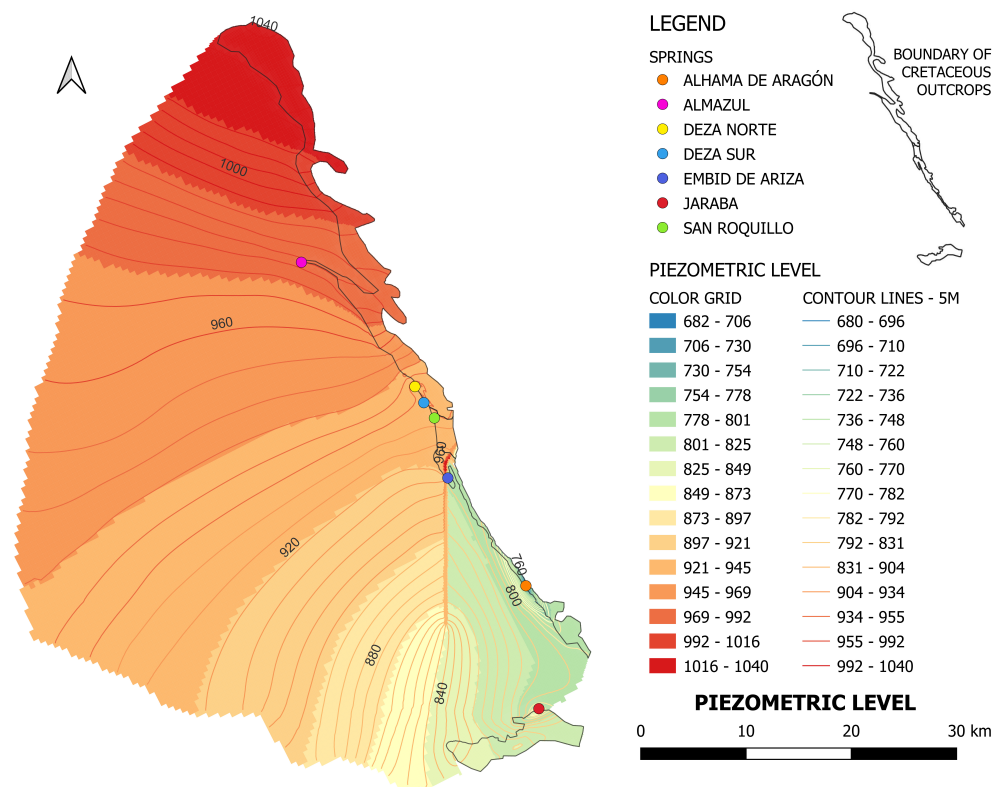 1040
1000
960
960
920
880
840
760
800
LEGEND
SPRINGS
ALHAMA DE ARAGÓN
ALMAZUL
DEZA NORTE
DEZA SUR
EMBID DE ARIZA
JARABA
SAN ROQUILLO
BOUNDARY OF
CRETACEOUS
OUTCROPS
PIEZOMETRIC LEVEL
COLOR GRID
682 - 706
706 - 730
730 - 754
754 - 778
778 - 801
801 - 825
825 - 849
849 - 873
873 - 897
897 - 921
921 - 945
945 - 969
969 - 992
992 - 1016
1016 - 1040
CONTOUR LINES - 5M
680 - 696
696 - 710
710 - 722
722 - 736
736 - 748
748 - 760
760 - 770
770 - 782
782 - 792
792 - 831
831 - 904
904 - 934
934 - 955
955 - 992
992 - 1040
PIEZOMETRIC LEVEL
0 10 20 30 km